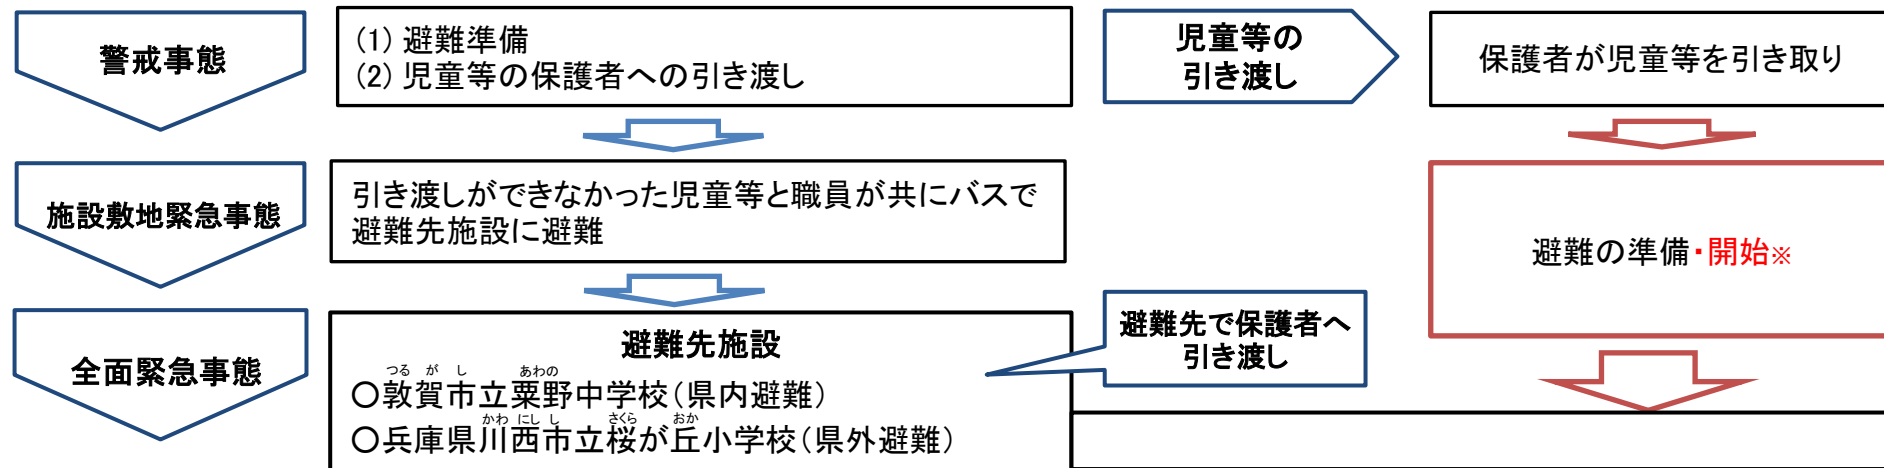 警戒事態
(1) 避難準備
(2) 児童等の保護者への引き渡し
児童等の
引き渡し
保護者が児童等を引き取り
施設敷地緊急事態
引き渡しができなかった児童等と職員が共にバスで
避難先施設に避難
避難の準備・開始※
全面緊急事態
避難先施設
つるがし あわの
○敦賀市立粟野中学校(県内避難)
かわにしし さくら おか
○兵庫県川西市立桜が丘小学校(県外避難)
避難先で保護者へ
引き渡し